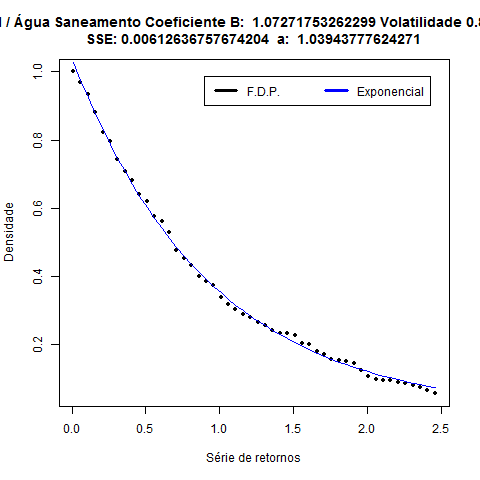 / Água Saneamento Coeficiente B: 1.07271753262299 Volatilidade 0.8
SSE: 0.00612636757674204 a: 1.03943777624271
F.D.P.
Exponencial
Densidade
1.0
0.8
0.6
0.4
0.2
0.0 0.5 1.0 1.5 2.0 2.5
Série de retornos